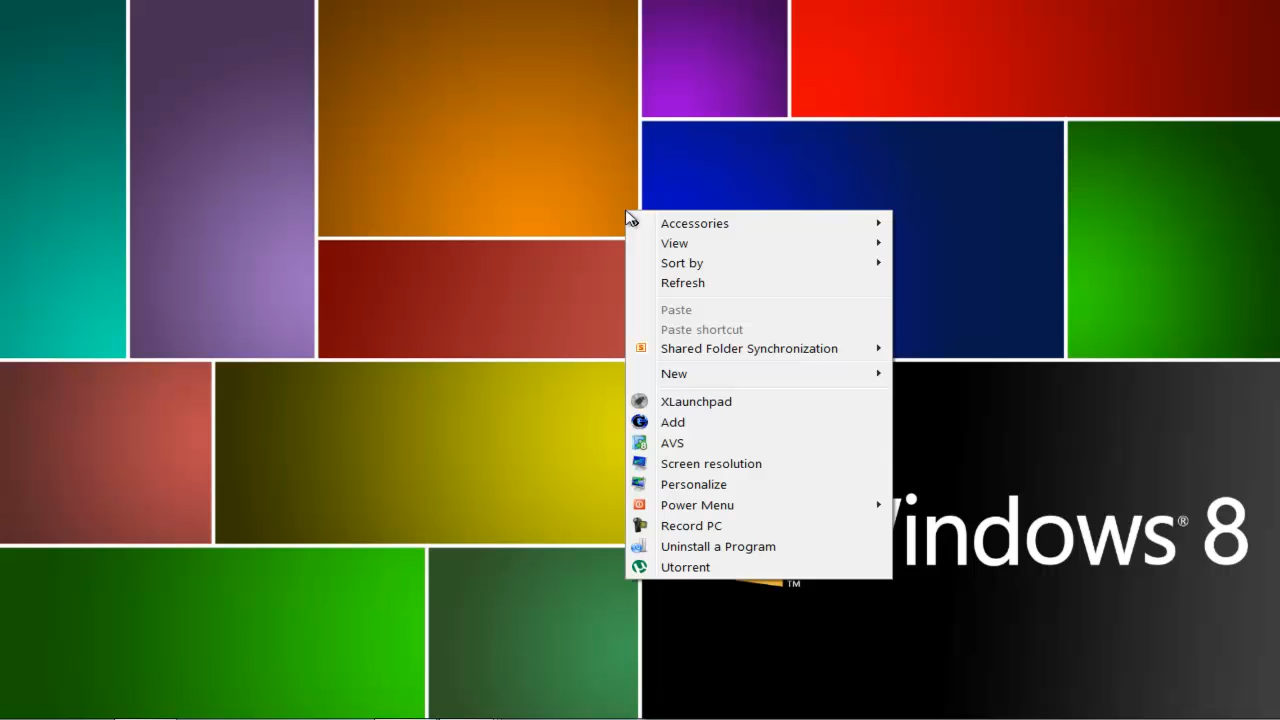 Accessories
View
Sort by
Refresh
Paste
Paste shortcut
Shared Folder Synchronization
New
XLaunchpad
Add
AVS
Screen resolution
Personalize
Power Menu
Record PC
Uninstall a Program
Utorrent
indows® 8
TM